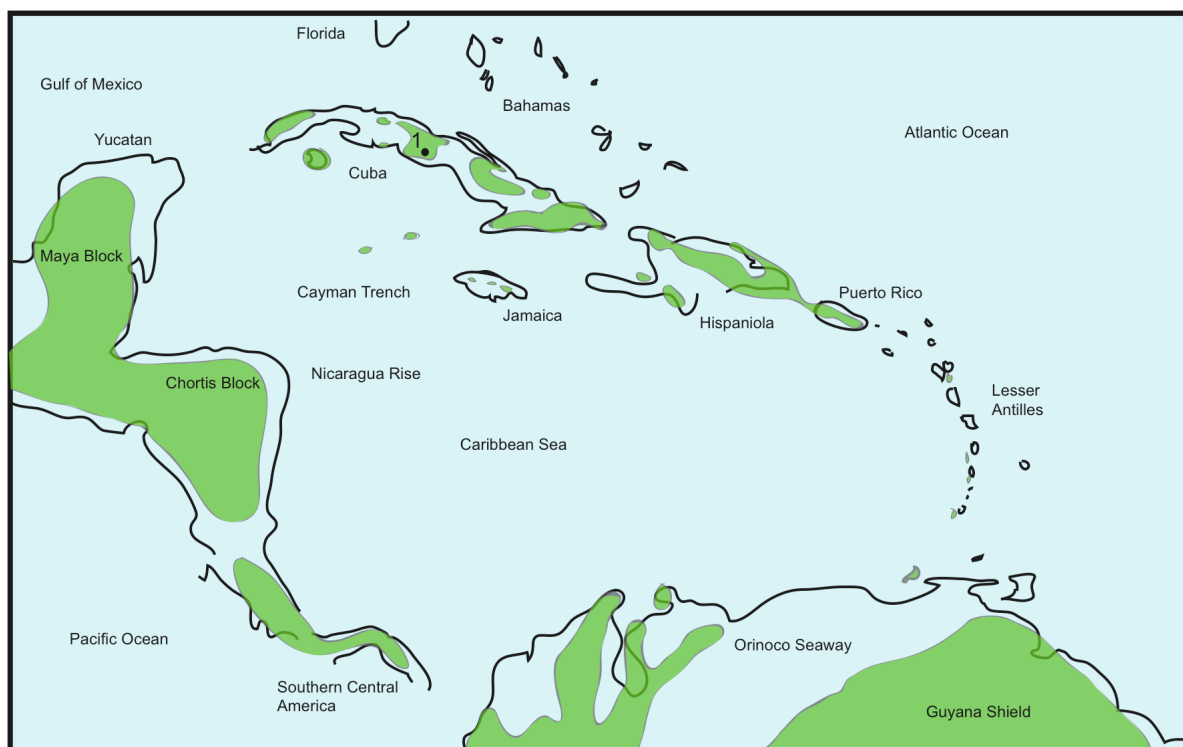 Florida
Gulf of Mexico
Bahamas
Atlantic Ocean
Yucatan
1
Cuba
Maya Block
Cayman Trench
Jamaica
Hispaniola
Puerto Rico
Chortis Block
Nicaragua Rise
Lesser
Antilles
Caribbean Sea
Pacific Ocean
Orinoco Seaway
Southern Central
America
Guyana Shield